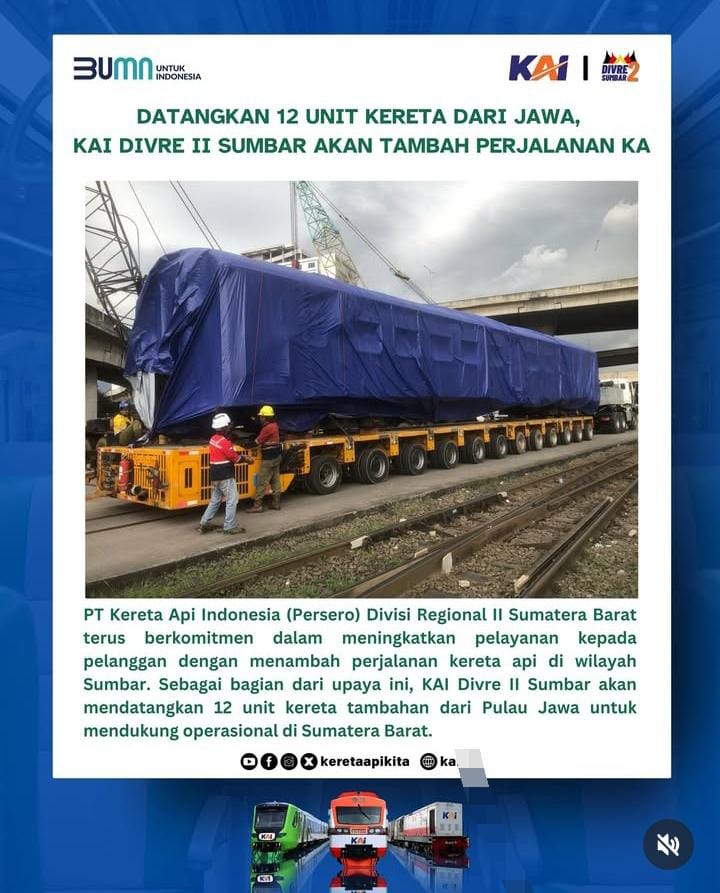 BUMN UNTUK
INDONESIA
KAI
DIVRE 2
SUMBAR
DATANGKAN 12 UNIT KERETA DARI JAWA,
KAI DIVRE II SUMBAR AKAN TAMBAH PERJALANAN KA
PT Kereta Api Indonesia (Persero) Divisi Regional II Sumatera Barat
terus berkomitmen dalam meningkatkan pelayanan kepada
pelanggan dengan menambah perjalanan kereta api di wilayah
Sumbar. Sebagai bagian dari upaya ini, KAI Divre II Sumbar akan
mendatangkan 12 unit kereta tambahan dari Pulau Jawa untuk
mendukung operasional di Sumatera Barat.
keretaapikita
KAI
KAI